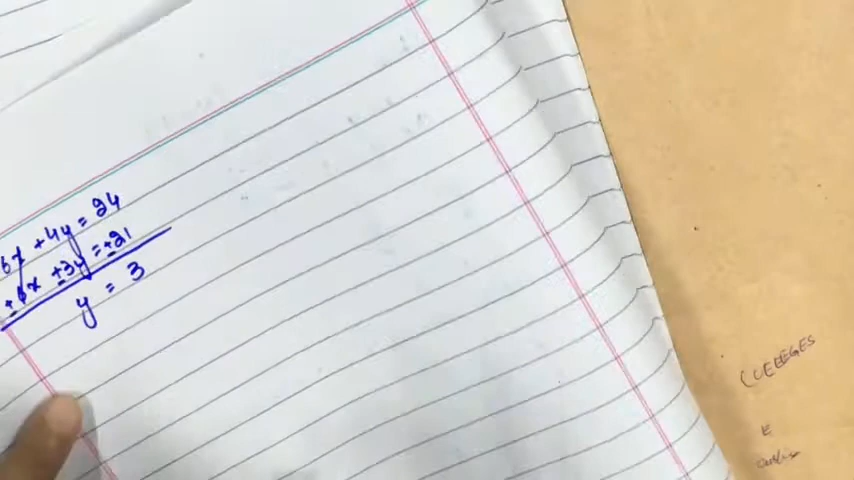 6x + 4y = 24
+6x +3y = +21
y = 3
E